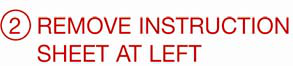 ② REMOVE INSTRUCTION
SHEET AT LEFT